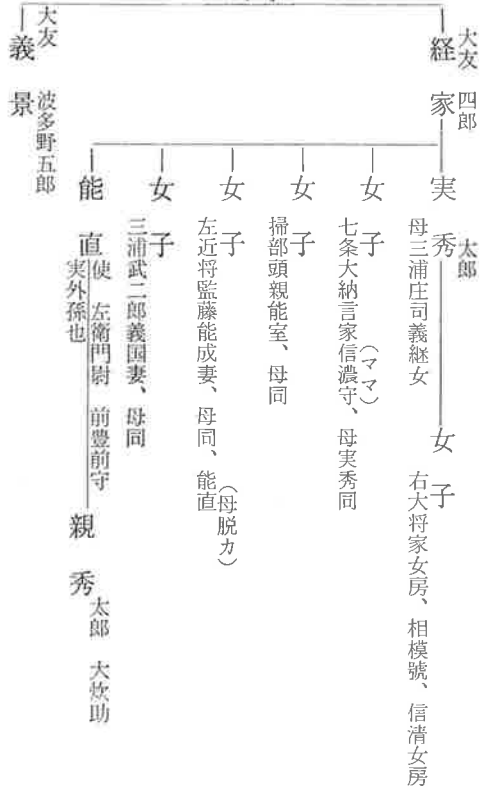 大友 四郎
経家
実秀
太郎
母三浦庄司義継女
女子
右大将家女房、相模號、信清女房
女子
(ママ)
七条大納言家信濃守、母実秀同
女子
掃部頭親能室、母同
女子
左近将監藤能成妻、母同、能直
(母脱カ)
女子
三浦武二郎義国妻、母同
能直
使 左衛門尉 前豊前守
実外孫也
親秀
太郎 大炊助
大友
義景
波多野五郎